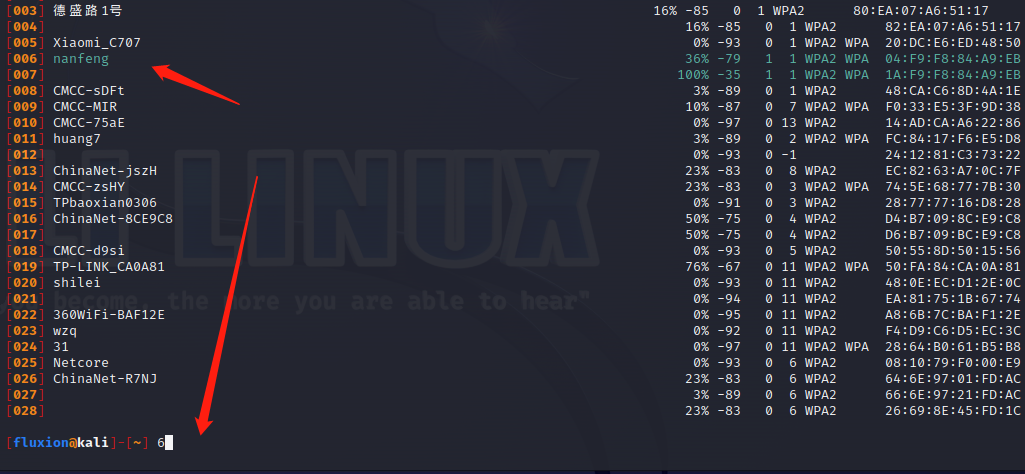 [003] 德盛路1号 16% -85 0 1 WPA2 80:EA:07:A6:51:17
[004] 16% -85 0 1 WPA2 82:EA:07:A6:51:17
[005] Xiaomi_C707 0% -93 0 1 WPA2 WPA 20:DC:E6:ED:48:50
[006] nanfeng 36% -79 1 1 WPA2 WPA 04:F9:F8:84:A9:EB
[007] 100% -35 1 1 WPA2 WPA 1A:F9:F8:84:A9:EB
[008] CMCC-sDFt 3% -89 0 1 WPA2 48:CA:C6:8D:4A:1E
[009] CMCC-MIR 10% -87 0 7 WPA2 WPA F0:33:E5:3F:9D:38
[010] CMCC-75aE 0% -97 0 13 WPA2 14:AD:CA:A6:22:86
[011] huang7 3% -89 0 2 WPA2 WPA FC:84:17:F6:E5:D8
[012] 0% -93 0 -1 24:12:81:C3:73:22
[013] ChinaNet-jszH 23% -83 0 8 WPA2 EC:82:63:A7:0C:7F
[014] CMCC-zsHY 23% -83 0 3 WPA2 WPA 74:5E:68:77:7B:30
[015] TPbaoxian0306 0% -91 0 3 WPA2 28:77:77:16:D8:28
[016] ChinaNet-8CE9C8 50% -75 0 4 WPA2 D4:B7:09:8C:E9:C8
[017] 50% -75 0 4 WPA2 D6:B7:09:BC:E9:C8
[018] CMCC-d9si 0% -93 0 5 WPA2 50:55:8D:50:15:56
[019] TP-LINK_CA0A81 76% -67 0 11 WPA2 WPA 50:FA:84:CA:0A:81
[020] shilei 0% -93 0 11 WPA2 48:0E:EC:D1:2E:0C
[021] 0% -94 0 11 WPA2 EA:81:75:1B:67:74
[022] 360WiFi-BAF12E 0% -95 0 11 WPA2 A8:6B:7C:BA:F1:2E
[023] wzq 0% -92 0 11 WPA2 F4:D9:C6:D5:EC:3C
[024] 31 0% -97 0 11 WPA2 WPA 28:64:B0:61:B5:B8
[025] Netcore 0% -93 0 6 WPA2 08:10:79:F0:00:E9
[026] ChinaNet-R7NJ 23% -83 0 6 WPA2 64:6E:97:01:FD:AC
[027] 3% -89 0 6 WPA2 66:6E:97:21:FD:AC
[028] 23% -83 0 6 WPA2 26:69:8E:45:FD:1C
LI LINUX
become, the more you are able to hear"
[fluxion@kali]-[~] 6